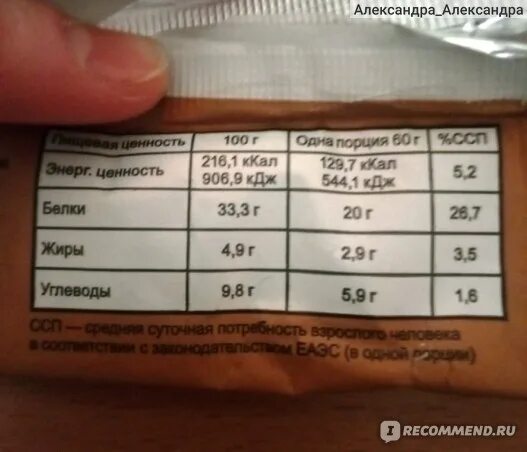 Александра_Александра
Пищевая ценность 100 г Одна порция 60 г %ССП
Энерг. ценность 216,1 кКал 906,9 кДж 129,7 кКал 544,1 кДж 5,2
Белки 33,3 г 20 г 26,7
Жиры 4,9 г 2,9 г 3,5
Углеводы 9,8 г 5,9 г 1,6
ССП — средняя суточная потребность взрослого человека
в соответствии с законодательством ЕАЭС (в одной порции)
I RECOMMEND.RU